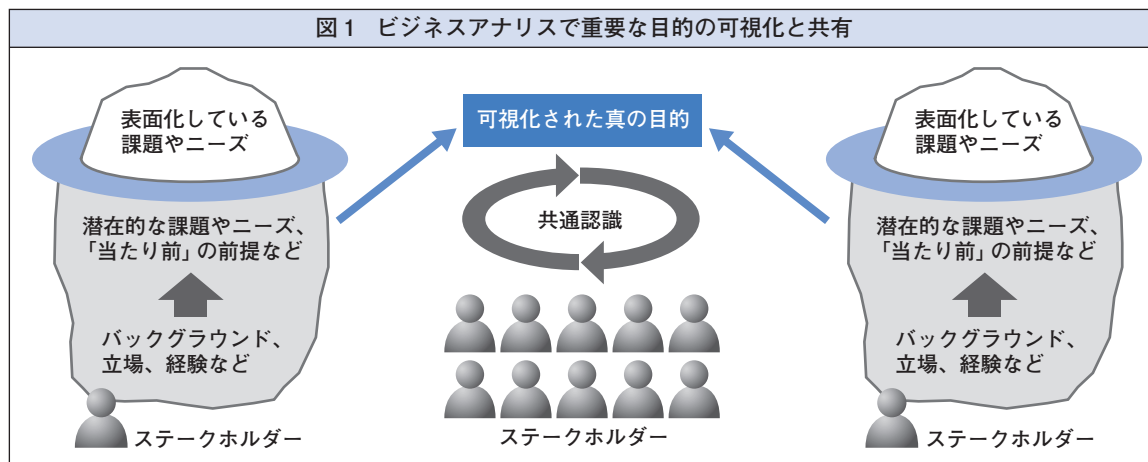 図1 ビジネスアナリスで重要な目的の可視化と共有
表面化している
課題やニーズ
潜在的な課題やニーズ、
「当たり前」の前提など
バックグラウンド、
立場、経験など
ステークホルダー
可視化された真の目的
共通認識
ステークホルダー
表面化している
課題やニーズ
潜在的な課題やニーズ、
「当たり前」の前提など
バックグラウンド、
立場、経験など
ステークホルダー